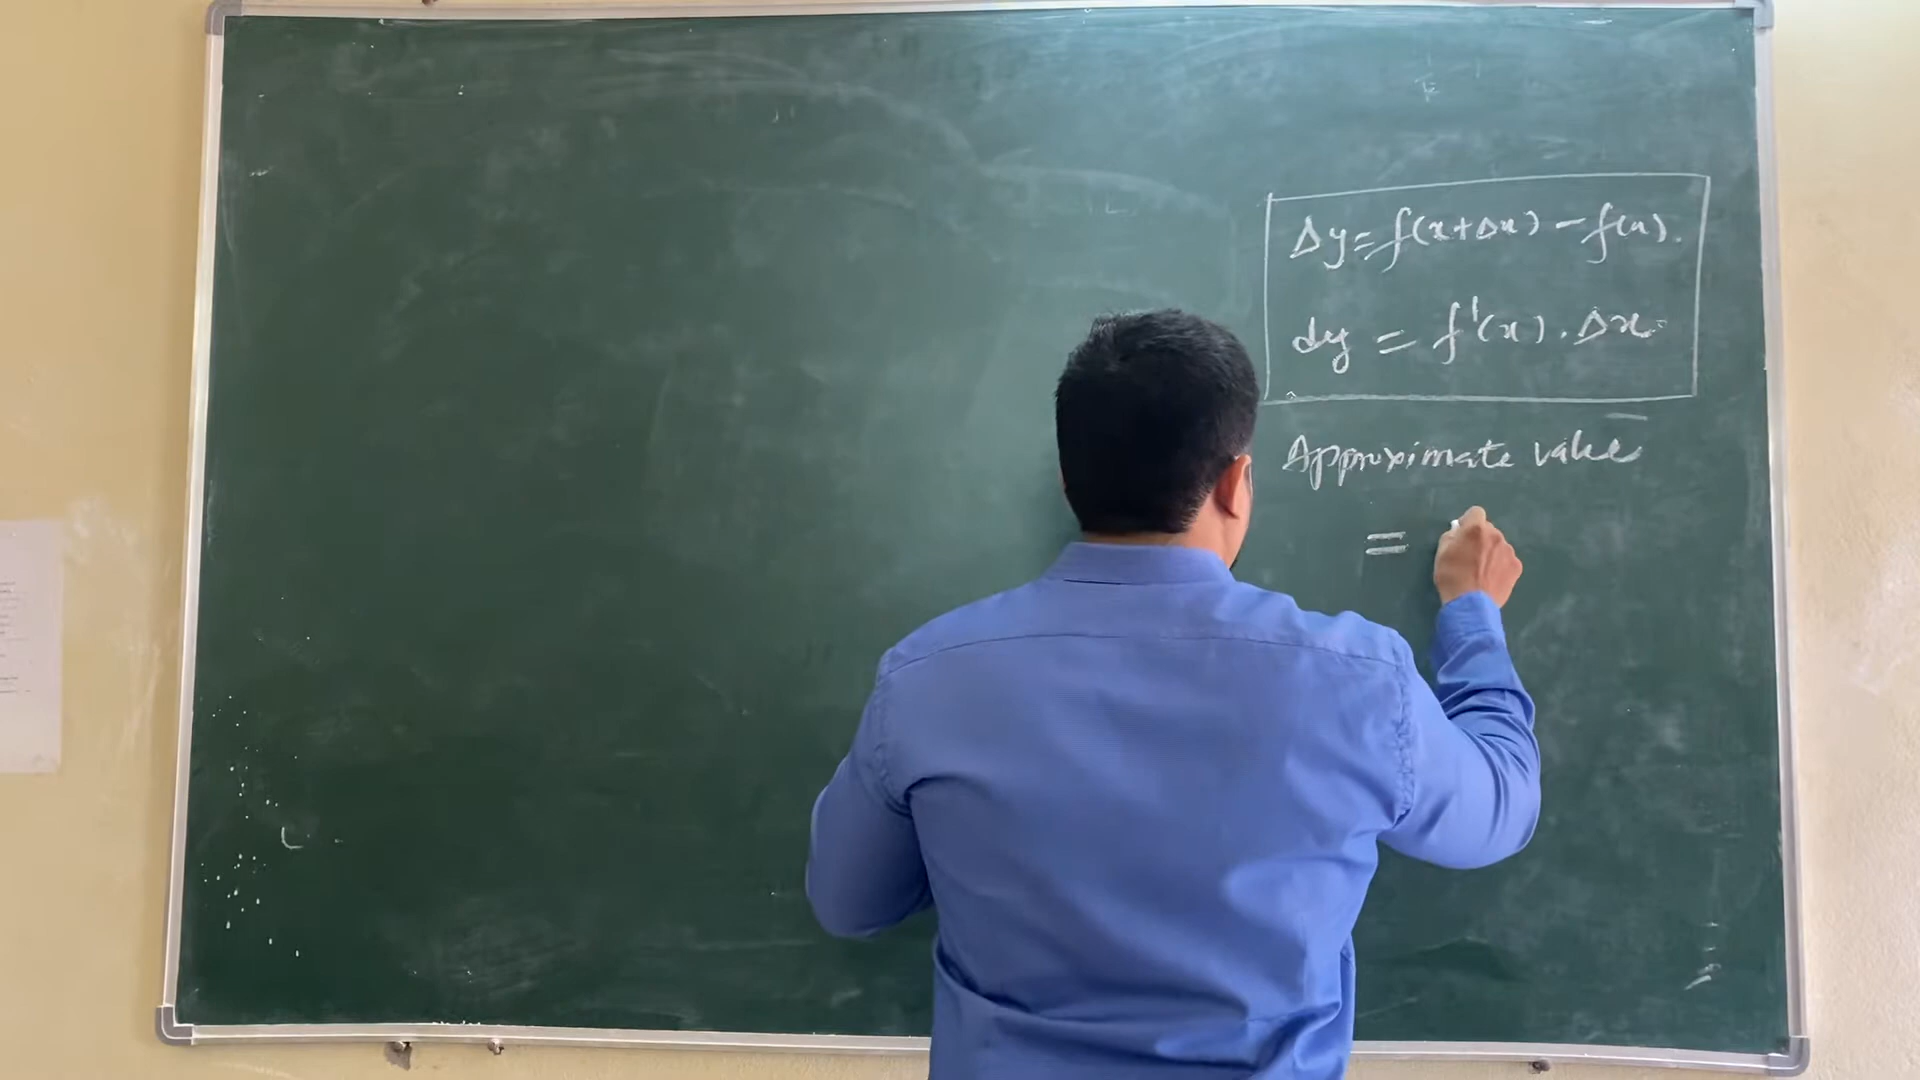 Δy = f(x+Δx) - f(x).
dy = f'(x). Δx
Approximate value
=